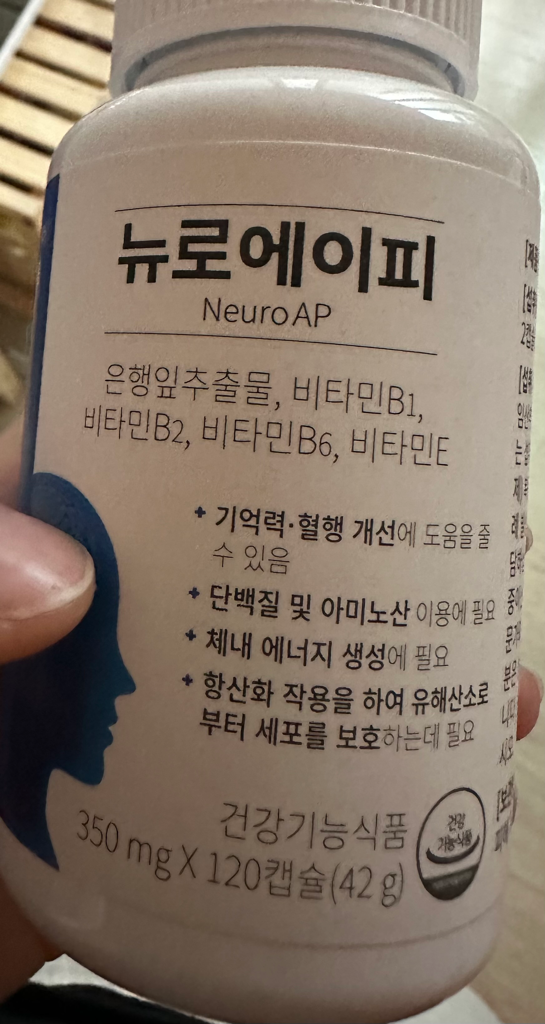 뉴로에이피
NeuroAP
은행잎추출물, 비타민B1,
비타민B2, 비타민B6, 비타민E
+ 기억력·혈행 개선에 도움을 줄
수 있음
+ 단백질 및 아미노산 이용에 필요
+ 체내 에너지 생성에 필요
+ 항산화 작용을 하여 유해산소로
부터 세포를 보호하는데 필요
건강기능식품
350 mg X 120캡슐(42 g)
건강
기능식품